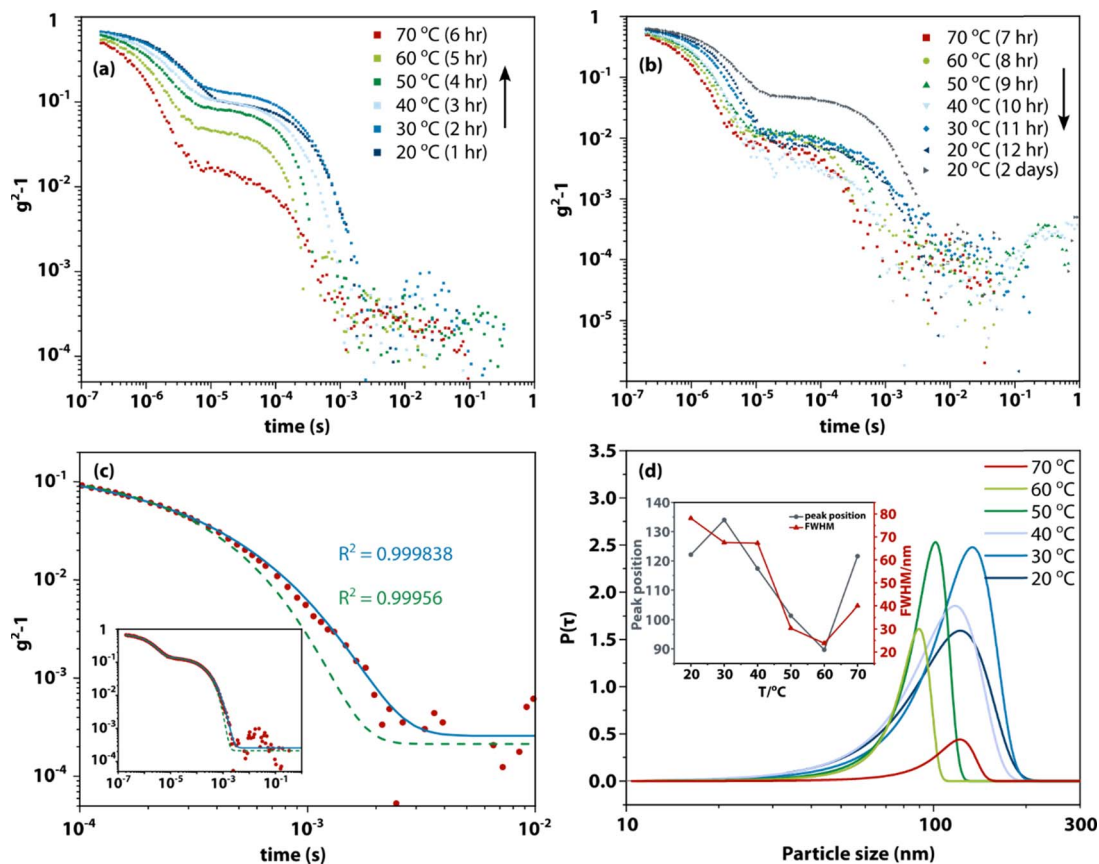 (a)
g²-1
1
10⁻¹
10⁻²
10⁻³
10⁻⁴
70 °C (6 hr)
60 °C (5 hr)
50 °C (4 hr)
40 °C (3 hr)
30 °C (2 hr)
20 °C (1 hr)
10⁻⁷ 10⁻⁶ 10⁻⁵ 10⁻⁴ 10⁻³ 10⁻² 10⁻¹ 1
time (s)
(b)
g²-1
1
10⁻¹
10⁻²
10⁻³
10⁻⁴
10⁻⁵
70 °C (7 hr)
60 °C (8 hr)
50 °C (9 hr)
40 °C (10 hr)
30 °C (11 hr)
20 °C (12 hr)
20 °C (2 days)
10⁻⁷ 10⁻⁶ 10⁻⁵ 10⁻⁴ 10⁻³ 10⁻² 10⁻¹ 1
time (s)
(c)
g²-1
10⁻¹
10⁻²
10⁻³
10⁻⁴
R² = 0.999838
R² = 0.99956
1
10⁻¹
10⁻²
10⁻³
10⁻⁴
10⁻⁷ 10⁻⁵ 10⁻³ 10⁻¹
10⁻⁴ 10⁻³ 10⁻²
time (s)
(d)
P(τ)
3.5
3.0
2.5
2.0
1.5
1.0
0.5
0.0
70 °C
60 °C
50 °C
40 °C
30 °C
20 °C
peak position
FWHM
Peak position
140
130
120
110
100
90
FWHM/nm
80
70
60
50
40
30
20
20 30 40 50 60 70
T/°C
10 100 300
Particle size (nm)